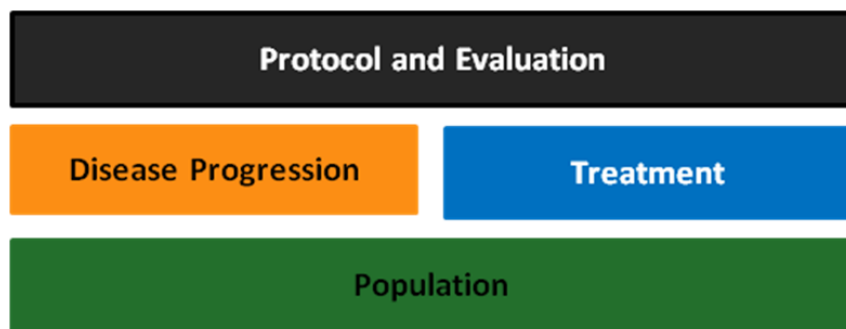 Protocol and Evaluation
Disease Progression
Treatment
Population